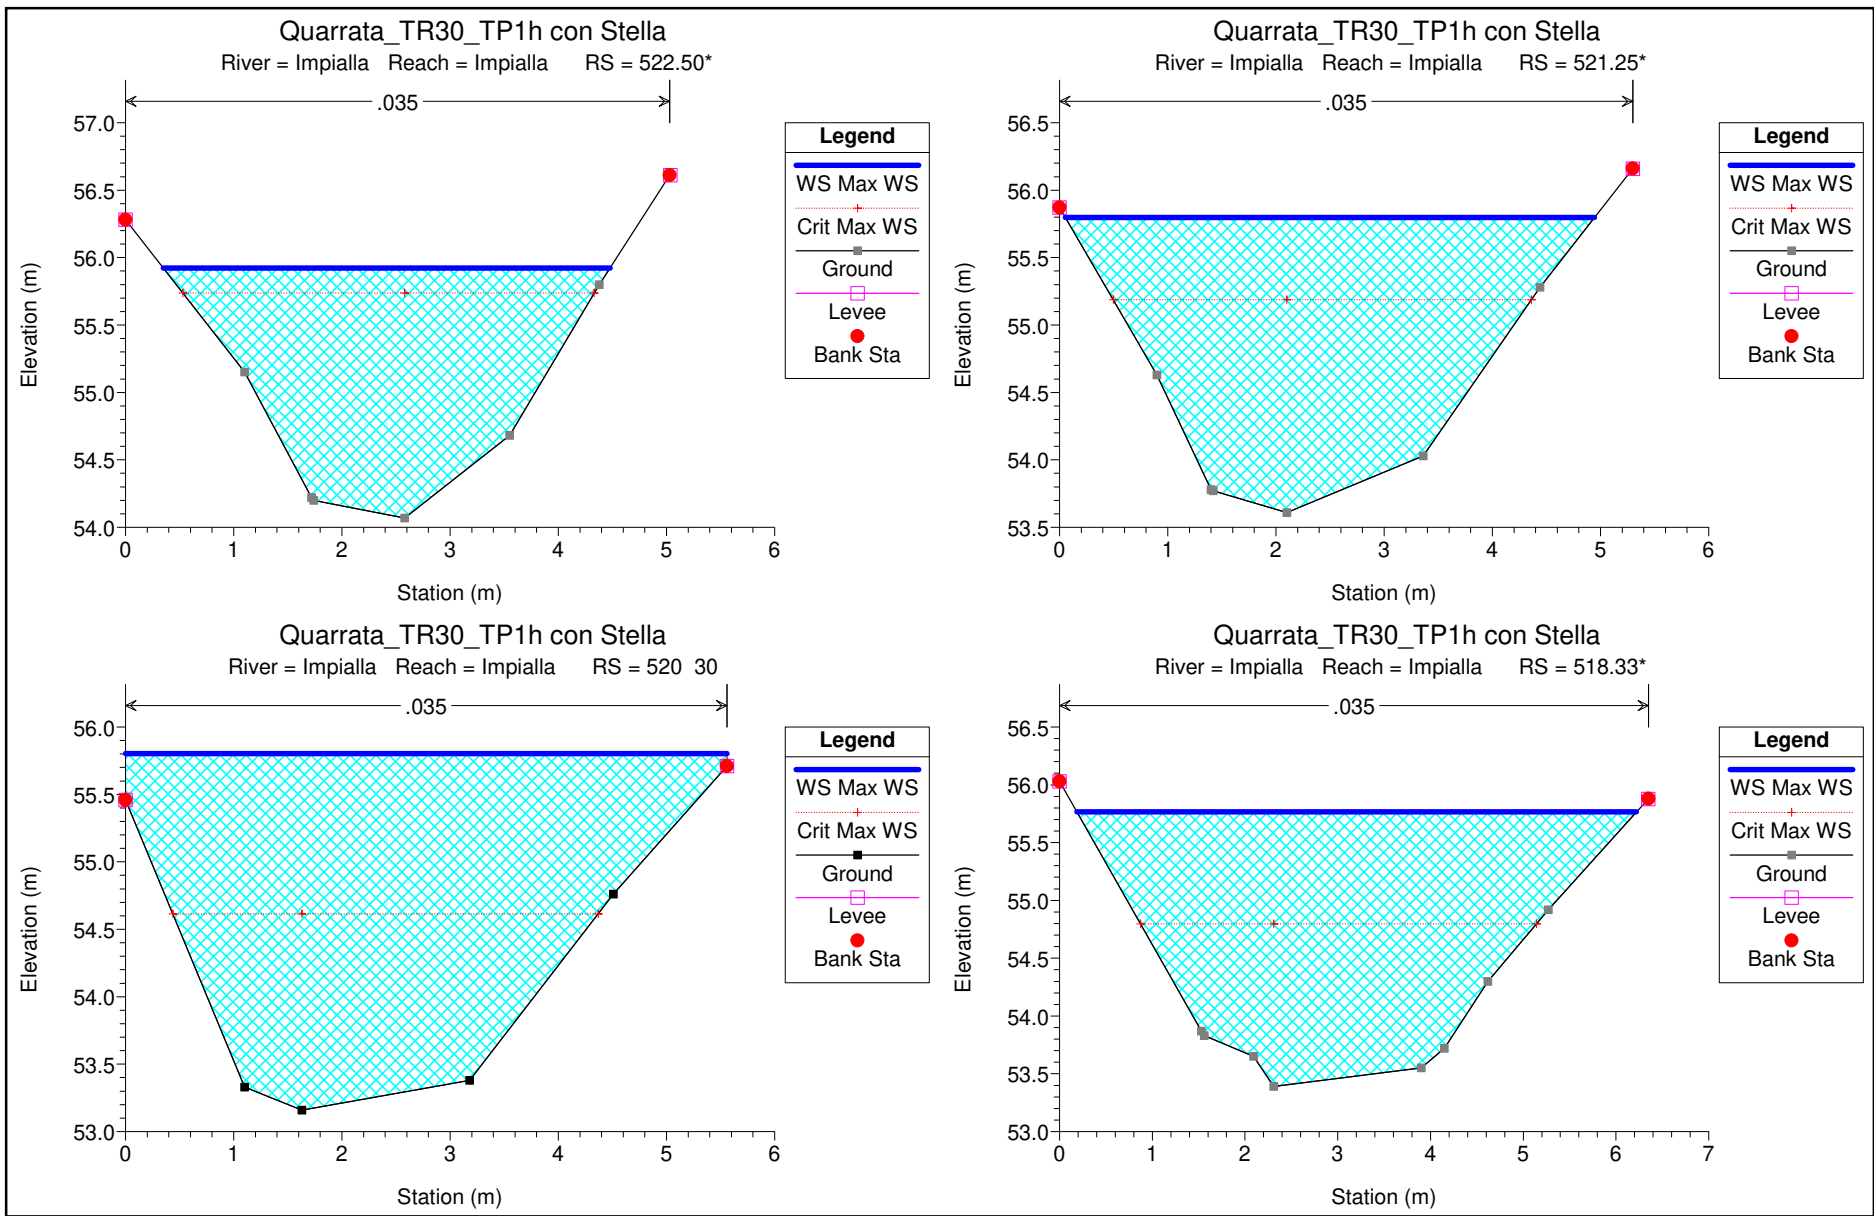 Quarrata_TR30_TP1h con Stella
River = Impialla Reach = Impialla RS = 522.50*
.035
57.0
56.5
56.0
55.5
55.0
54.5
54.0
0 1 2 3 4 5 6
Elevation (m)
Station (m)
Legend
WS Max WS
Crit Max WS
Ground
Levee
Bank Sta
Quarrata_TR30_TP1h con Stella
River = Impialla Reach = Impialla RS = 521.25*
.035
56.5
56.0
55.5
55.0
54.5
54.0
53.5
0 1 2 3 4 5 6
Elevation (m)
Station (m)
Legend
WS Max WS
Crit Max WS
Ground
Levee
Bank Sta
Quarrata_TR30_TP1h con Stella
River = Impialla Reach = Impialla RS = 520 30
.035
56.0
55.5
55.0
54.5
54.0
53.5
53.0
0 1 2 3 4 5 6
Elevation (m)
Station (m)
Legend
WS Max WS
Crit Max WS
Ground
Levee
Bank Sta
Quarrata_TR30_TP1h con Stella
River = Impialla Reach = Impialla RS = 518.33*
.035
56.5
56.0
55.5
55.0
54.5
54.0
53.5
53.0
0 1 2 3 4 5 6 7
Elevation (m)
Station (m)
Legend
WS Max WS
Crit Max WS
Ground
Levee
Bank Sta